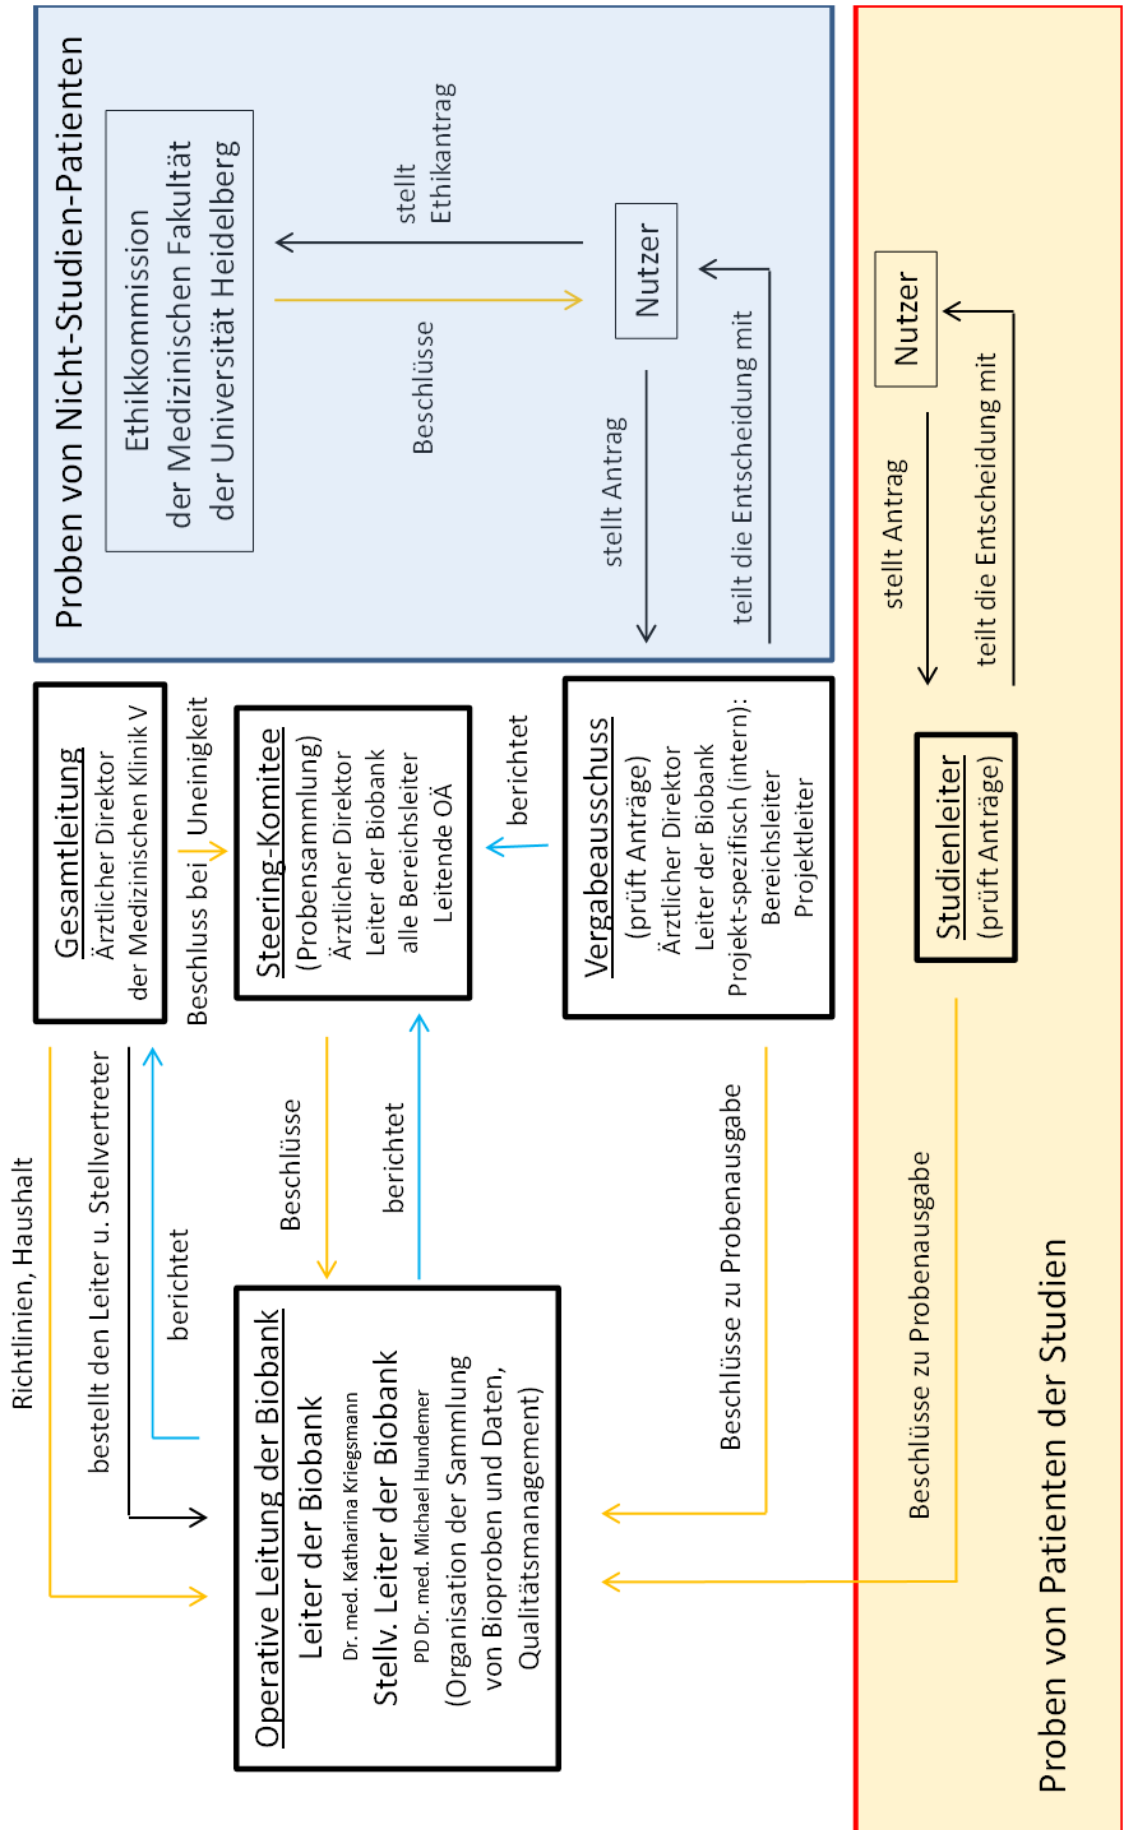 Richtlinien, Haushalt
bestellt den Leiter u. Stellvertreter
berichtet
Operative Leitung der Biobank
Leiter der Biobank
Dr. med. Katharina Kriegsmann
Stellv. Leiter der Biobank
PD Dr. med. Michael Hundemer
(Organisation der Sammlung
von Bioproben und Daten,
Qualitätsmanagement)
Beschlüsse
berichtet
Beschlüsse zu Probenausgabe
Gesamtleitung
Ärztlicher Direktor
der Medizinischen Klinik V
Beschluss bei Uneinigkeit
Steering-Komitee
(Probensammlung)
Ärztlicher Direktor
Leiter der Biobank
alle Bereichsleiter
Leitende OÄ
berichtet
Vergabeausschuss
(prüft Anträge)
Ärztlicher Direktor
Leiter der Biobank
Projekt-spezifisch (intern):
Bereichsleiter
Projektleiter
Proben von Nicht-Studien-Patienten
Ethikkommission
der Medizinischen Fakultät
der Universität Heidelberg
Beschlüsse
stellt
Ethikantrag
Nutzer
stellt Antrag
teilt die Entscheidung mit
Beschlüsse zu Probenausgabe
Studienleiter
(prüft Anträge)
stellt Antrag
Nutzer
teilt die Entscheidung mit
Proben von Patienten der Studien